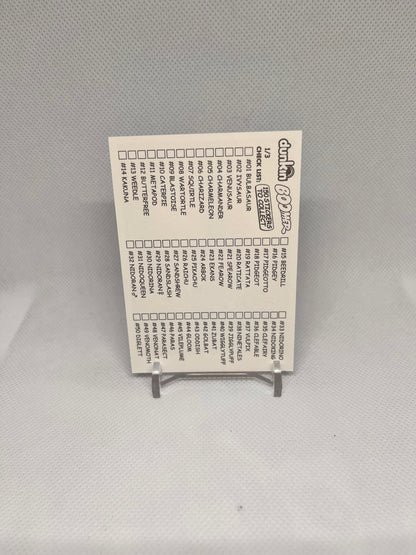 dunkin BOOMER
1/3
CHECK LIST:
150 STICKERS
TO COLLECT
#01 BULBASAUR
#02 IVYSAUR
#03 VENUSAUR
#04 CHARMANDER
#05 CHARMELEON
#06 CHARIZARD
#07 SQUIRTLE
#08 WARTORTLE
#09 BLASTOISE
#10 CATERPIE
#11 METAPOD
#12 BUTTERFREE
#13 WEEDLE
#14 KAKUNA
#15 BEEDRILL
#16 PIDGEY
#17 PIDGEOTTO
#18 PIDGEOT
#19 RATTATA
#20 RATICATE
#21 SPEAROW
#22 FEAROW
#23 EKANS
#24 ARBOK
#25 PIKACHU
#26 RAICHU
#27 SANDSHREW
#28 SANDSLASH
#29 NIDORAN♀
#30 NIDORINA
#31 NIDOQUEEN
#32 NIDORAN♂
#33 NIDORINO
#34 NIDOKING
#35 CLEFAIRY
#36 CLEFABLE
#37 VULPIX
#38 NINETALES
#39 JIGGLYPUFF
#40 WIGGLYTUFF
#41 ZUBAT
#42 GOLBAT
#43 ODDISH
#44 GLOOM
#45 VILEPLUME
#46 PARAS
#47 PARASECT
#48 VENONAT
#49 VENOMOTH
#50 DIGLETT